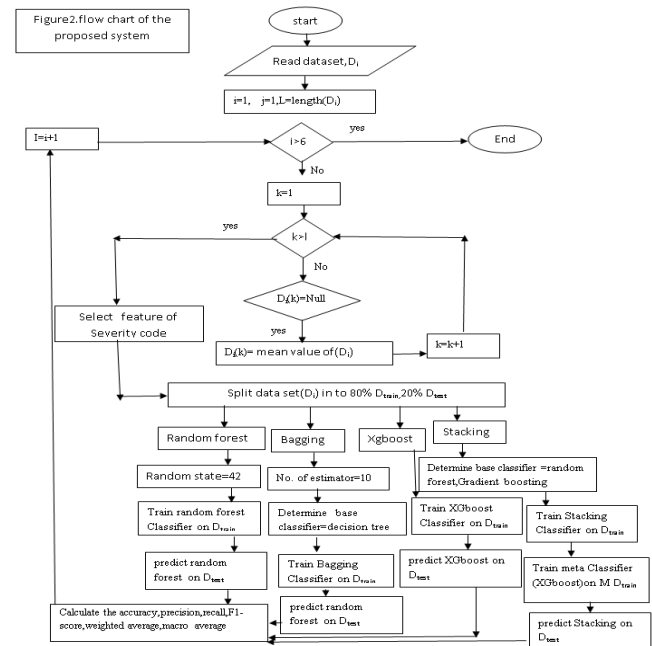 Figure2.flow chart of the
proposed system
start
Read dataset,Di
i=1, j=1,L=length(Di)
I=i+1
i>6
yes
End
No
k=1
yes
k>l
No
Di(k)=Null
yes
Select feature of
Severity code
Di(k)= mean value of(Di)
k=k+1
Split data set(Di) in to 80% Dtrain,20% Dtest
Random forest
Bagging
Xgboost
Stacking
Random state=42
No. of estimator=10
Determine base classifier =random
forest,Gradient boosting
Train random forest
Classifier on Dtrain
Determine base
classifier=decision tree
Train XGboost
Classifier on Dtrain
Train Stacking
Classifier on Dtrain
predict random
forest on Dtest
Train Bagging
Classifier on Dtrain
predict XGboost on
Dtest
Train meta Classifier
(XGboost)on M Dtrain
Calculate the accuracy,precision,recall,F1-
score,weighted average,macro average
predict random
forest on Dtest
predict Stacking on
Dtest